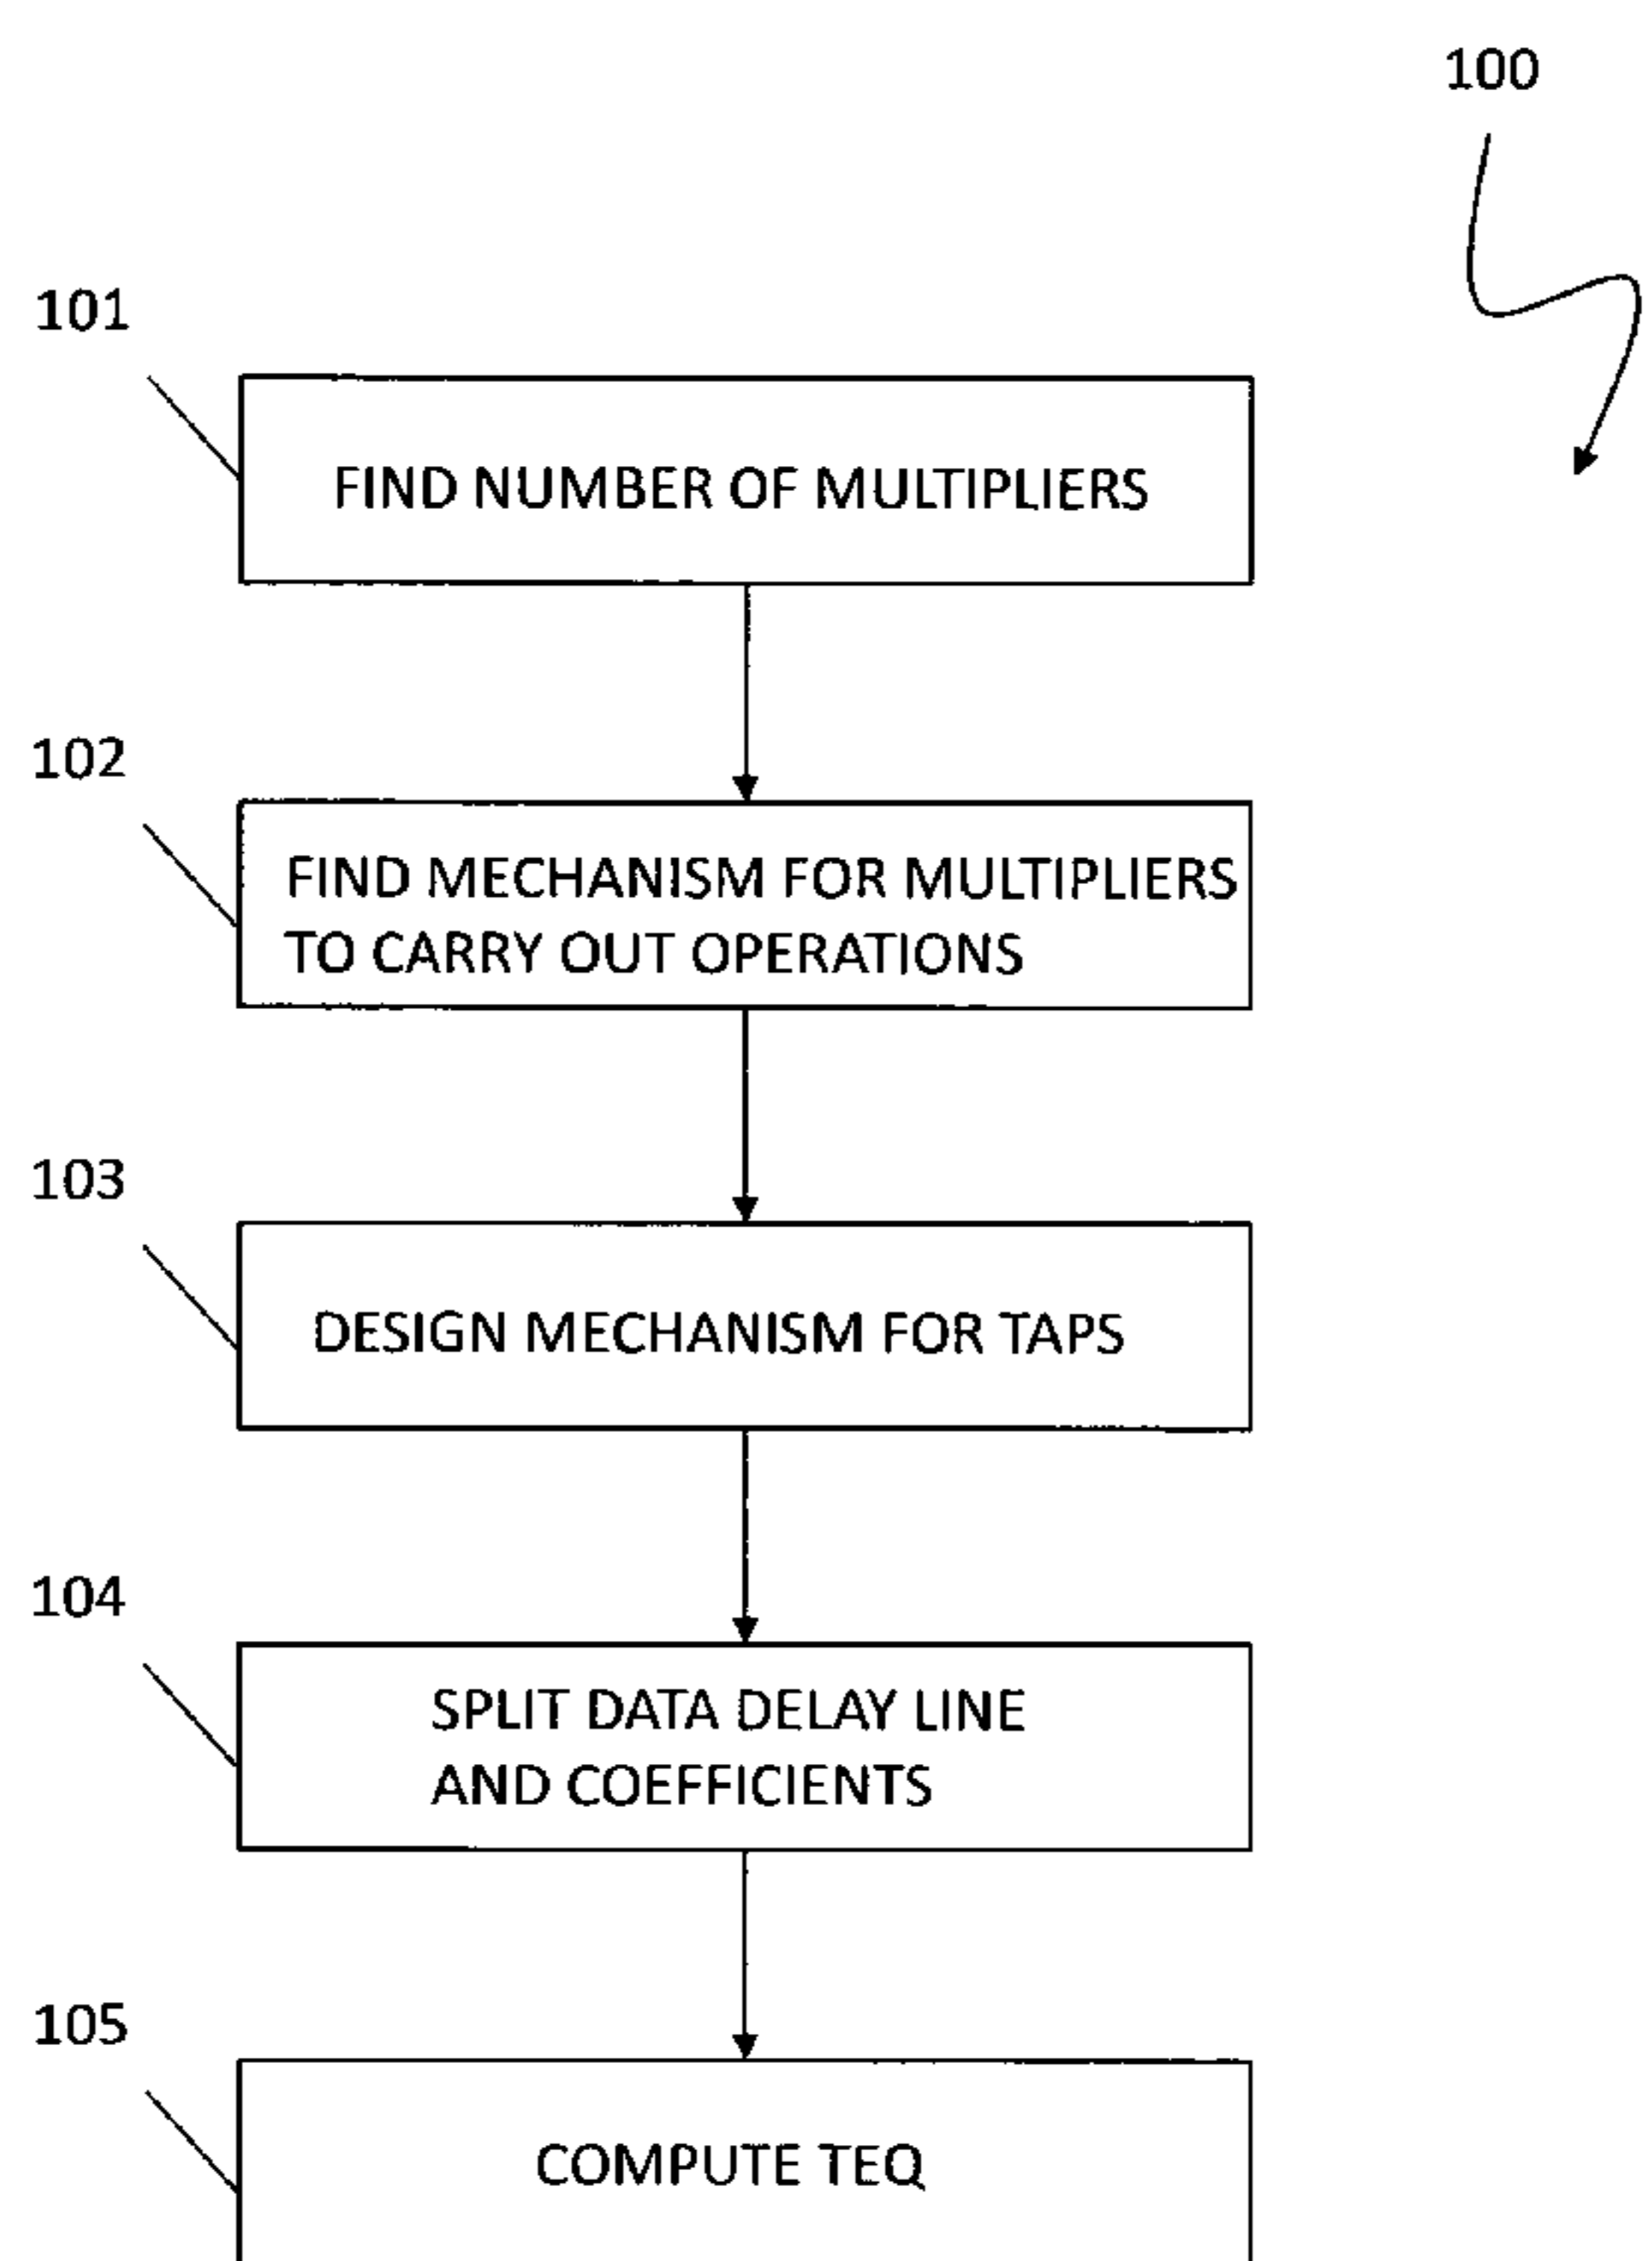 100
101
FIND NUMBER OF MULTIPLIERS
102
FIND MECHANISM FOR MULTIPLIERS
TO CARRY OUT OPERATIONS
103
DESIGN MECHANISM FOR TAPS
104
SPLIT DATA DELAY LINE
AND COEFFICIENTS
105
COMPUTE TEQ